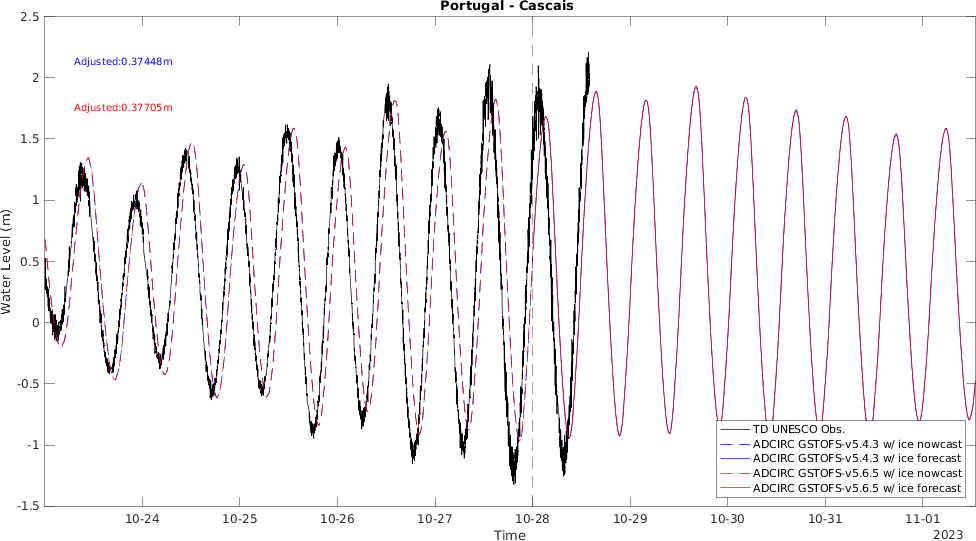 Portugal - Cascais
2.5
2
1.5
1
0.5
0
-0.5
-1
-1.5
Water Level (m)
Adjusted:0.37448m
Adjusted:0.37705m
TD UNESCO Obs.
ADCIRC GSTOFS-v5.4.3 w/ ice nowcast
ADCIRC GSTOFS-v5.4.3 w/ ice forecast
ADCIRC GSTOFS-v5.6.5 w/ ice nowcast
ADCIRC GSTOFS-v5.6.5 w/ ice forecast
10-24 10-25 10-26 10-27 10-28 10-29 10-30 10-31 11-01
Time
2023